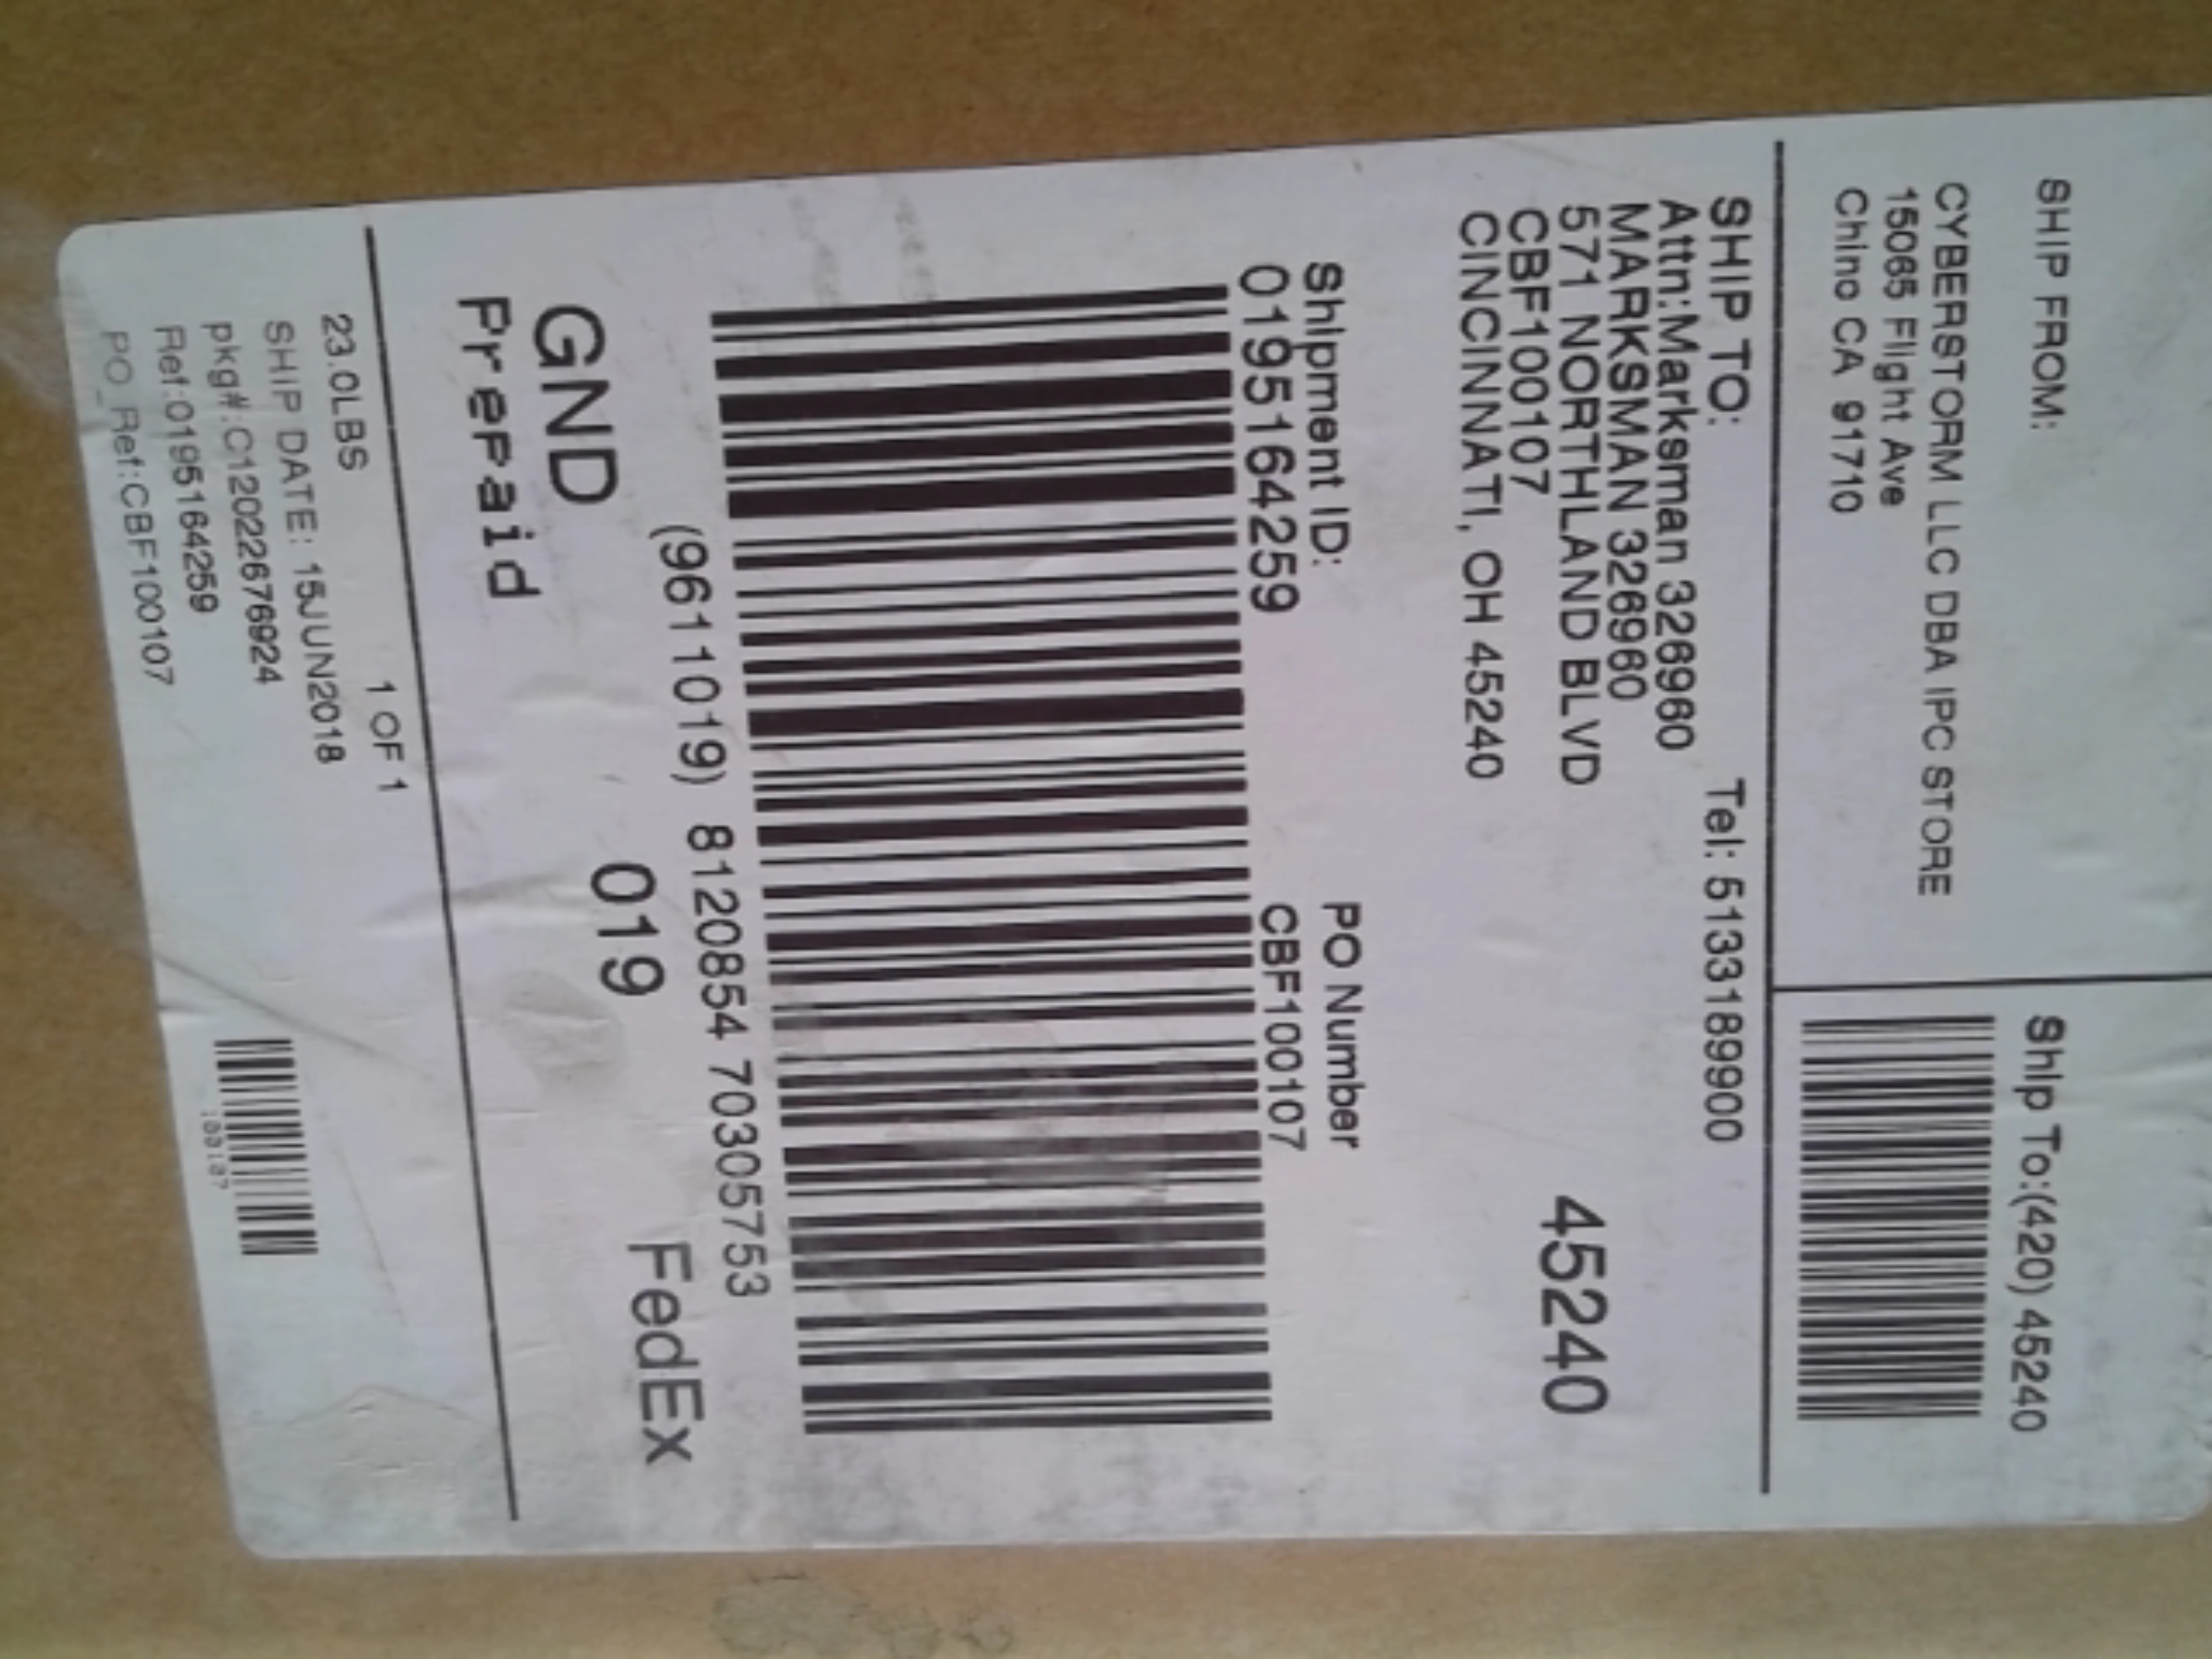 SHIP FROM:
CYBERSTORM LLC DBA IPC STORE
15065 Flight Ave
Chino CA 91710
Ship To:(420) 45240
SHIP TO:
Tel: 5133189900
Attn:Marksman 326960
MARKSMAN 326960
571 NORTHLAND BLVD
CBF100107
CINCINNATI, OH 45240
45240
Shipment ID:
0195164259
PO Number
CBF100107
(9611019) 8120854 70305753
GND
Prepaid
019
FedEx
23.0LBS
1 OF 1
SHIP DATE: 15JUN2018
pkg#:C12022676924
Ref:0195164259
PO_Ref:CBF100107
100107